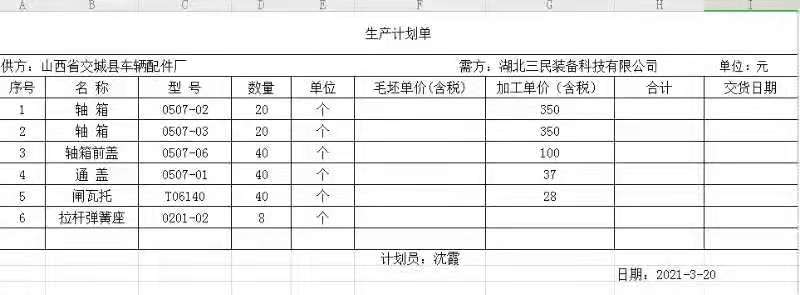 A B C D E F G H I
生产计划单
供方：山西省交城县车辆配件厂 需方：湖北三民装备科技有限公司 单位：元
序号 名 称 型 号 数量 单位 毛坯单价(含税) 加工单价（含税） 合计 交货日期
1 轴 箱 0507-02 20 个 350
2 轴 箱 0507-03 20 个 350
3 轴箱前盖 0507-06 40 个 100
4 通 盖 0507-01 40 个 37
5 闸瓦托 T06140 40 个 28
6 拉杆弹簧座 0201-02 8 个
计划员：沈霞
日期：2021-3-20